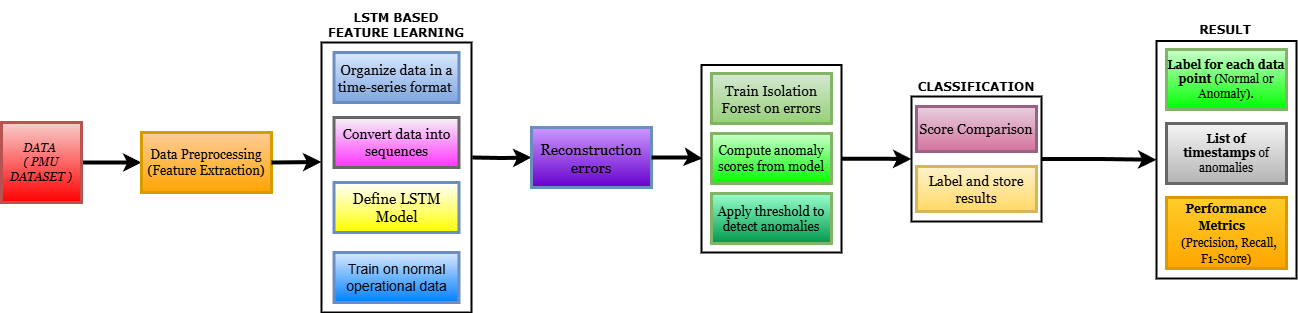 DATA
( PMU
DATASET )
Data Preprocessing
(Feature Extraction)
LSTM BASED
FEATURE LEARNING
Organize data in a
time-series format
Convert data into
sequences
Define LSTM
Model
Train on normal
operational data
Reconstruction
errors
Train Isolation
Forest on errors
Compute anomaly
scores from model
Apply threshold to
detect anomalies
CLASSIFICATION
Score Comparison
Label and store
results
RESULT
Label for each data
point (Normal or
Anomaly).
List of
timestamps of
anomalies
Performance
Metrics
(Precision, Recall,
F1-Score)